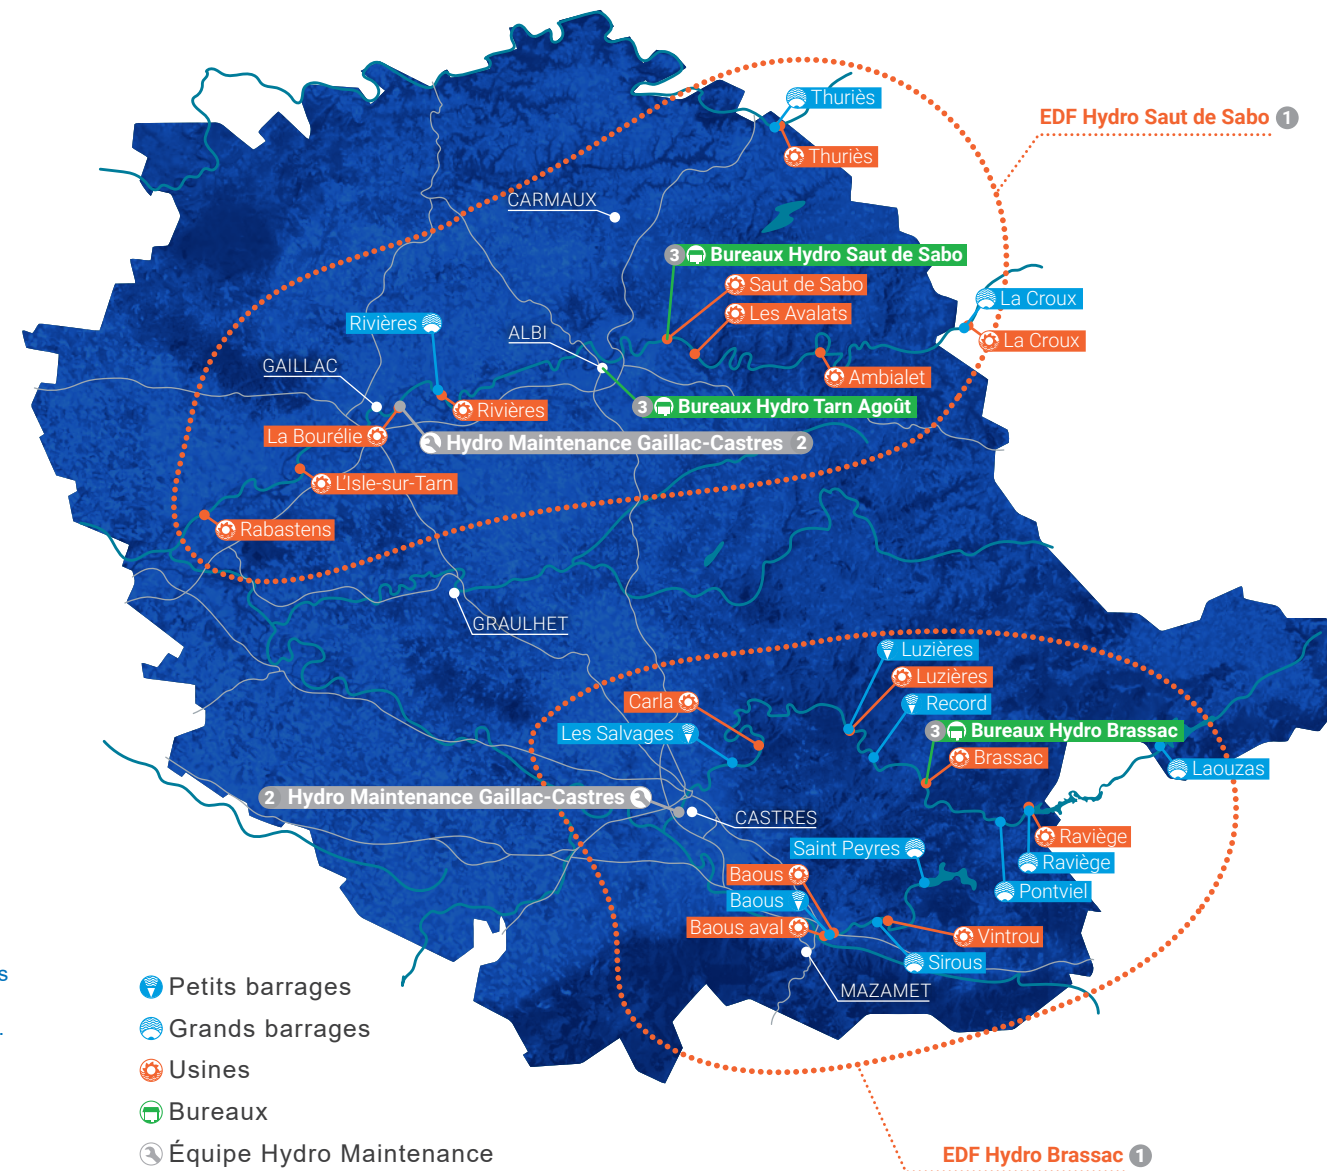 Thuriès
EDF Hydro Saut de Sabo 1
Thuriès
CARMAUX
3 Bureaux Hydro Saut de Sabo
Saut de Sabo
La Croux
Les Avalats
Rivières
ALBI
La Croux
GAILLAC
Ambialet
Rivières
3 Bureaux Hydro Tarn Agoût
La Bourélie
Hydro Maintenance Gaillac-Castres 2
L'Isle-sur-Tarn
Rabastens
GRAULHET
Luzières
Luzières
Carla
Record
Les Salvages
3 Bureaux Hydro Brassac
Brassac
Laouzas
2 Hydro Maintenance Gaillac-Castres
CASTRES
Raviège
Saint Peyres
Raviège
Baous
Pontviel
Baous
Baous aval
Vintrou
Sirous
MAZAMET
s
.
Petits barrages
Grands barrages
Usines
Bureaux
Équipe Hydro Maintenance
EDF Hydro Brassac 1